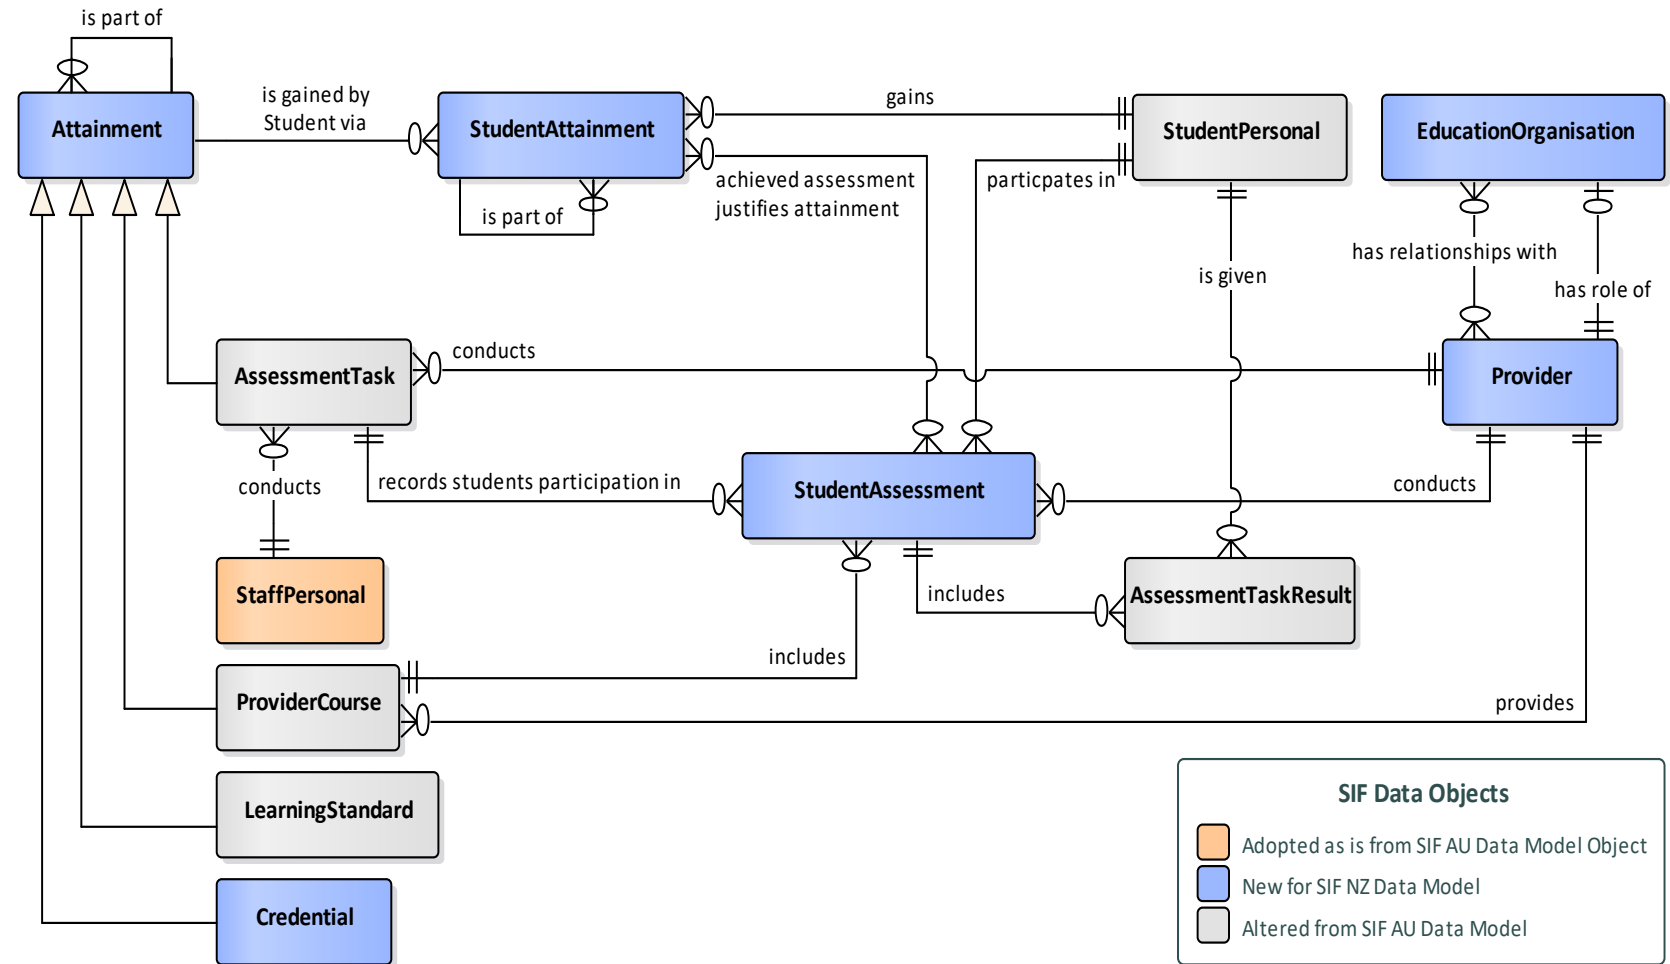 is part of
is gained by
Student via
gains
Attainment
StudentAttainment
StudentPersonal
EducationOrganisation
achieved assessment
justifies attainment
particpates in
is part of
is given
has relationships with
has role of
conducts
AssessmentTask
Provider
conducts
records students participation in
StudentAssessment
conducts
StaffPersonal
includes
AssessmentTaskResult
includes
ProviderCourse
provides
LearningStandard
Credential
SIF Data Objects
Adopted as is from SIF AU Data Model Object
New for SIF NZ Data Model
Altered from SIF AU Data Model